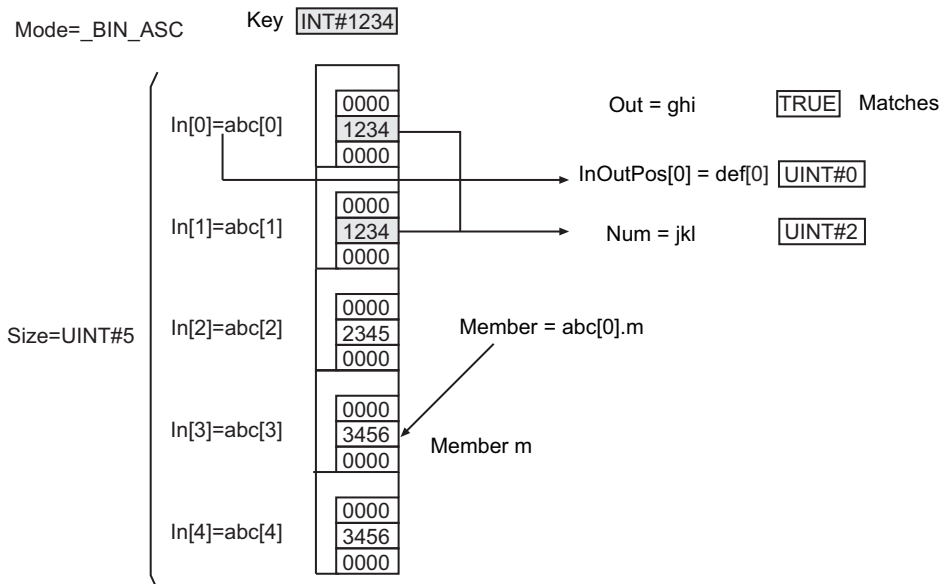 Mode=_BIN_ASC Key INT#1234
0000
In[0]=abc[0] 1234
0000
Out = ghi TRUE Matches
InOutPos[0] = def[0] UINT#0
0000
In[1]=abc[1] 1234
0000
Num = jkl UINT#2
Size=UINT#5
0000
In[2]=abc[2] 2345
0000
Member = abc[0].m
0000
In[3]=abc[3] 3456
0000
Member m
0000
In[4]=abc[4] 3456
0000